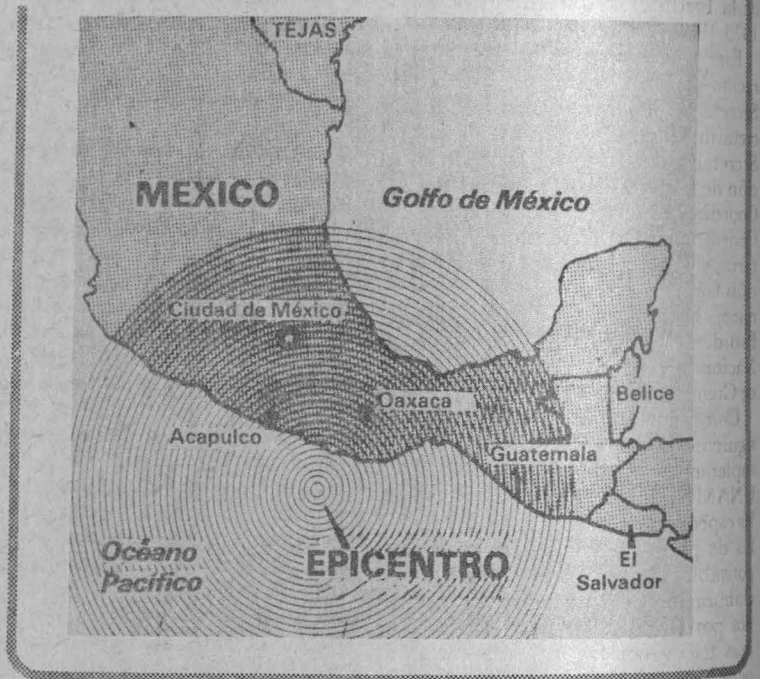 TEJAS
MEXICO
Golfo de México
Ciudad de México
Oaxaca
Belice
Acapulco
Guatemala
Océano
Pacífico
EPICENTRO
El
Salvador